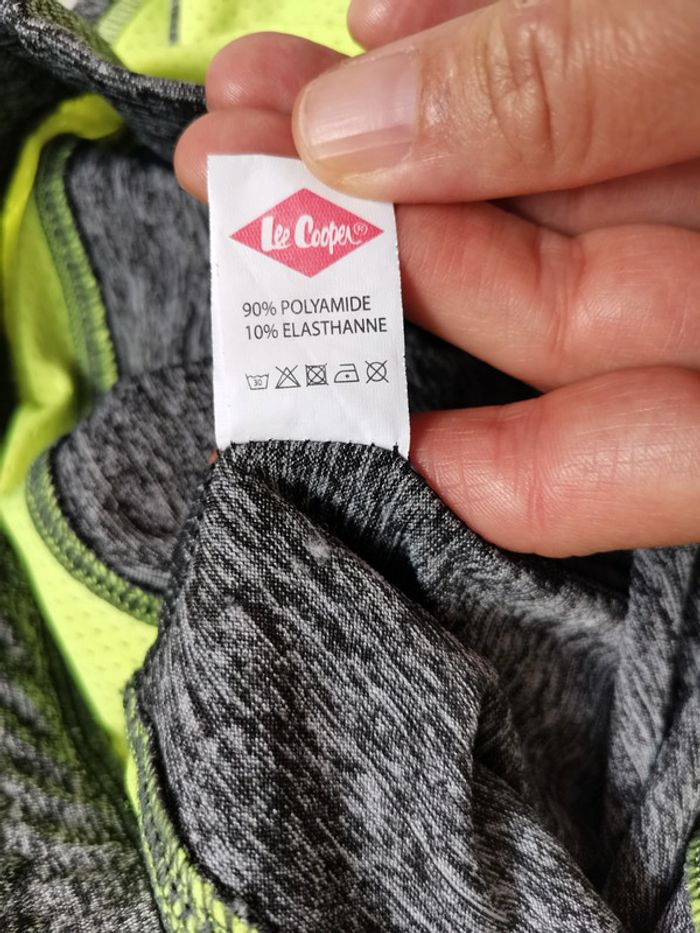 Lee Cooper®
90% POLYAMIDE
10% ELASTHANNE
30